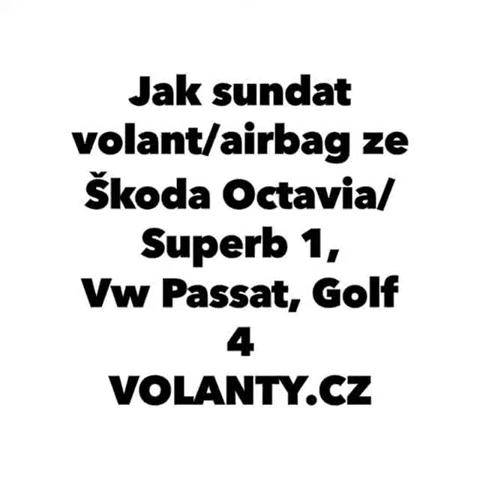 Jak sundat
volant/airbag ze
Škoda Octavia/
Superb 1,
Vw Passat, Golf
4
VOLANTY.CZ